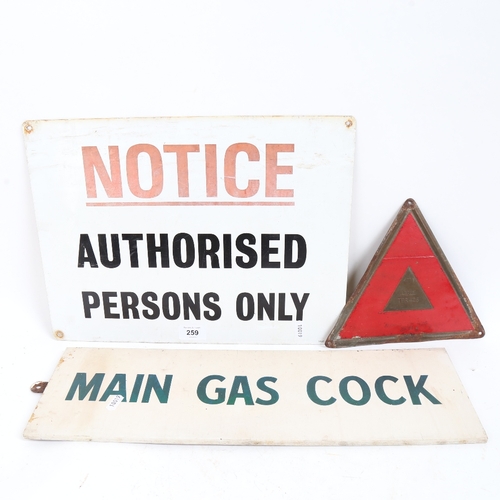 NOTICE
AUTHORISED
PERSONS ONLY
259
MAIN GAS COCK